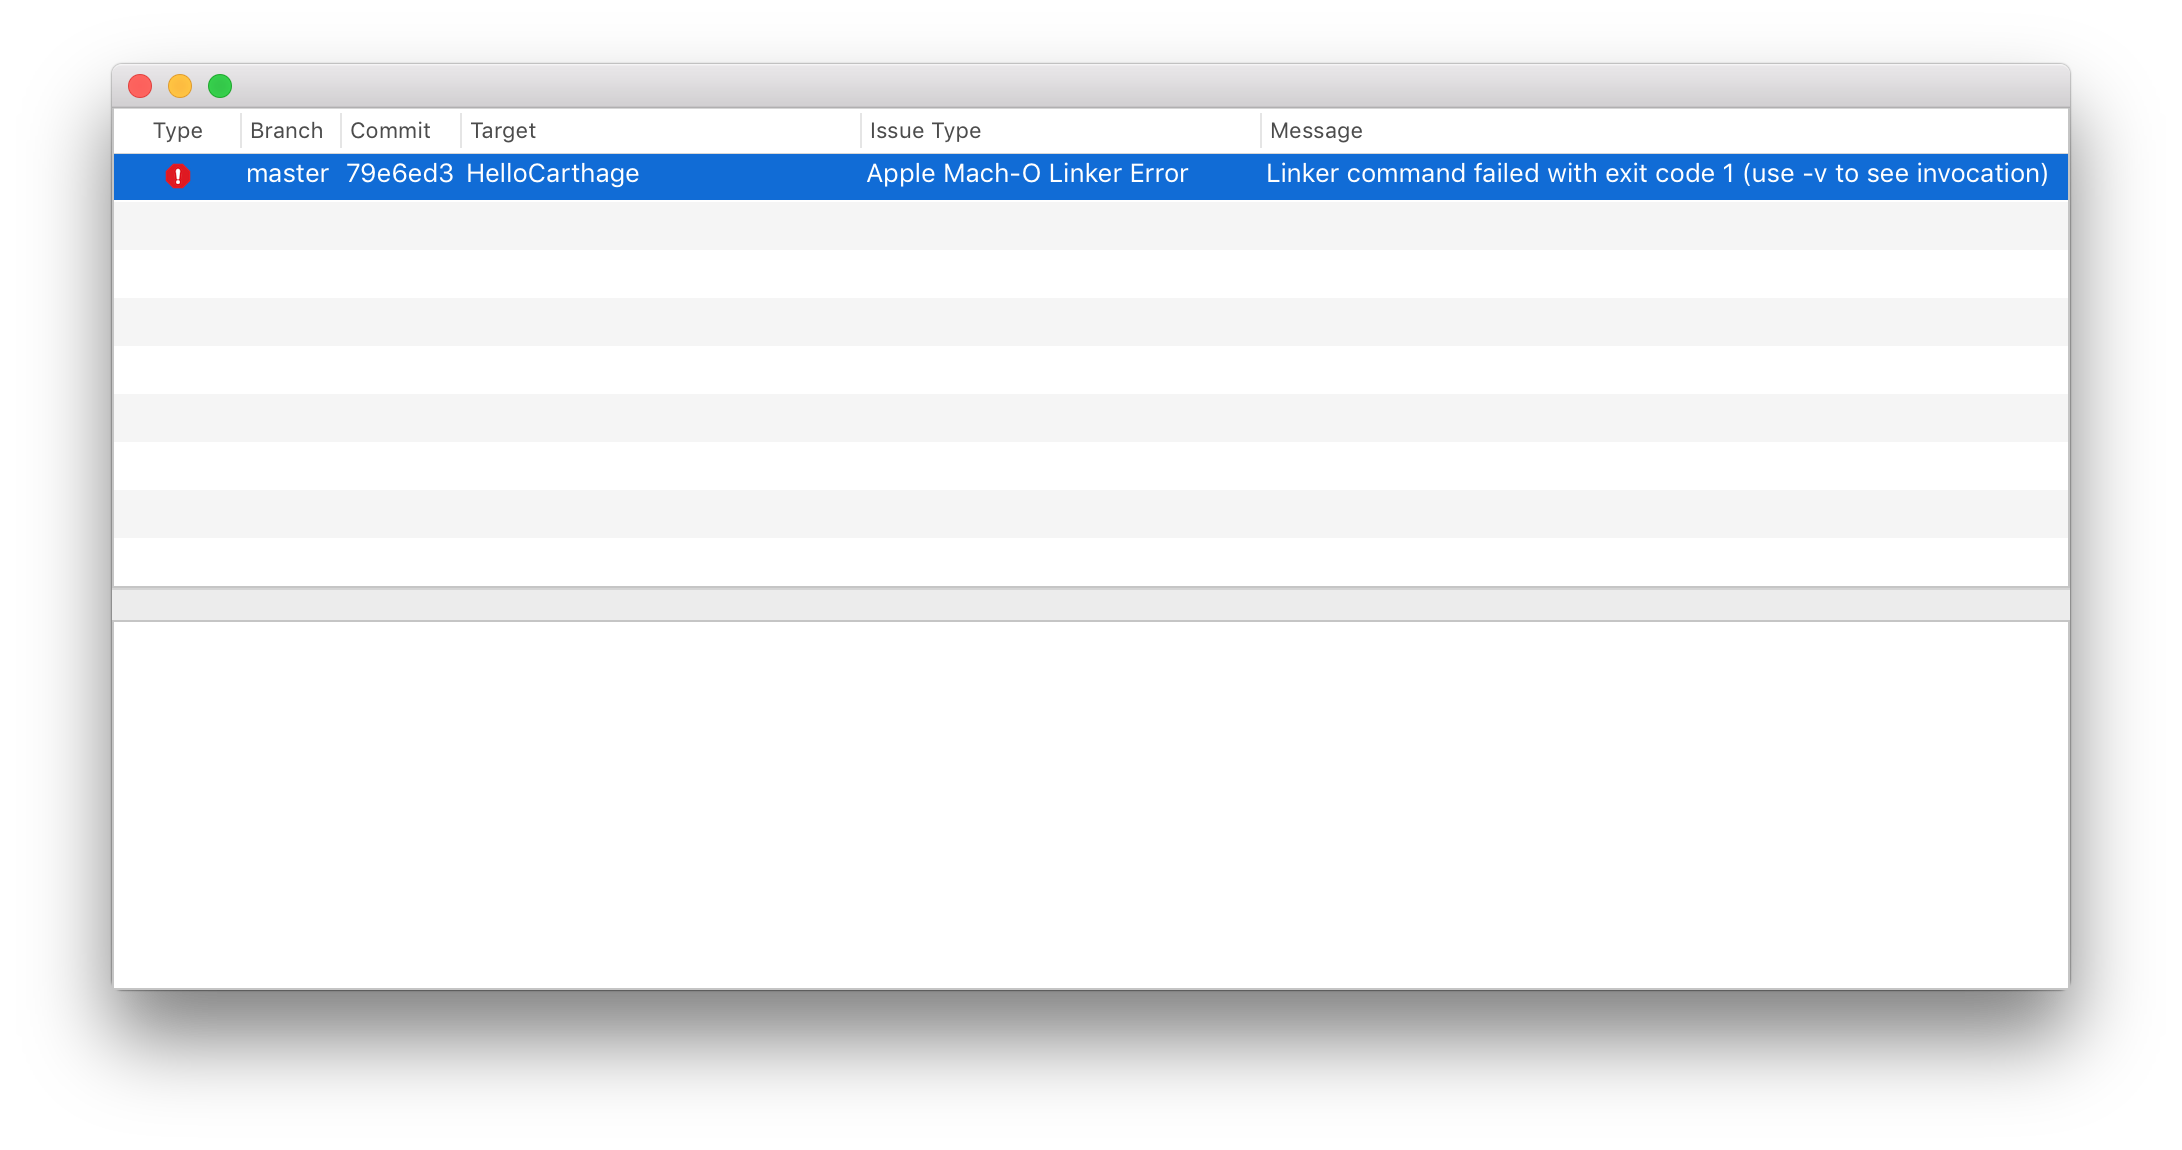 Type Branch Commit Target Issue Type Message
master 79e6ed3 HelloCarthage Apple Mach-O Linker Error Linker command failed with exit code 1 (use -v to see invocation)